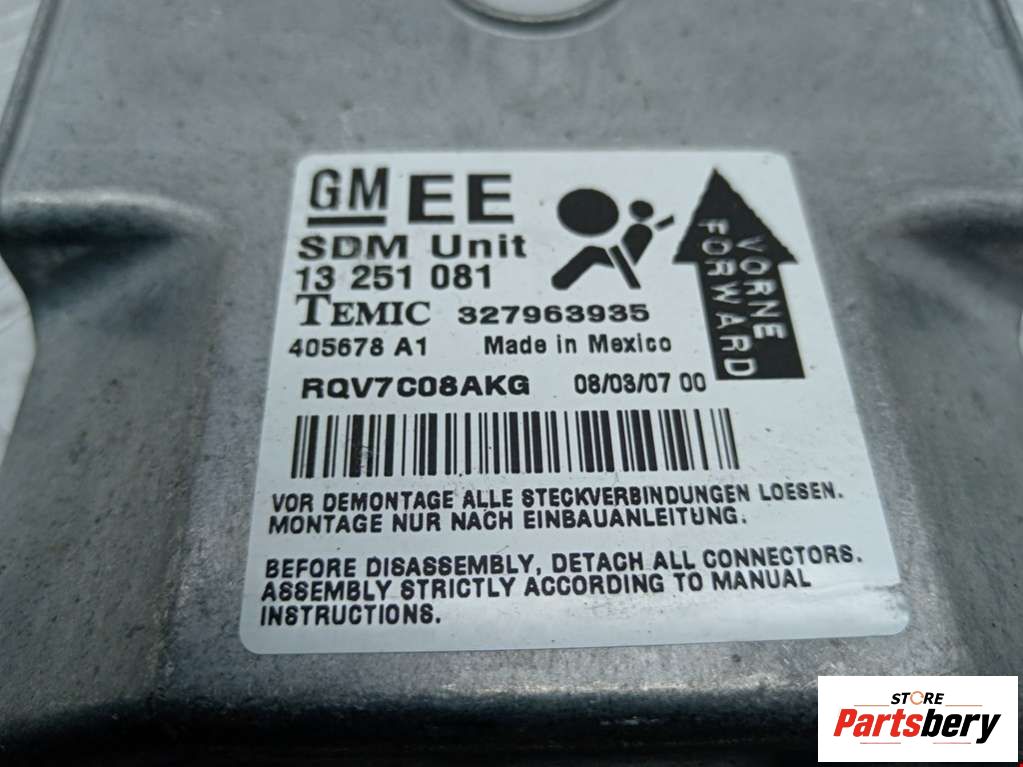 GM EE
SDM Unit
13 251 081
TEMIC 327963935
405678 A1 Made in Mexico
RQV7C08AKG 08/03/07 00
VORNE
FORWARD
VOR DEMONTAGE ALLE STECKVERBINDUNGEN LOESEN.
MONTAGE NUR NACH EINBAUANLEITUNG.
BEFORE DISASSEMBLY, DETACH ALL CONNECTORS.
ASSEMBLY STRICTLY ACCORDING TO MANUAL
INSTRUCTIONS.
STORE
Partsbery